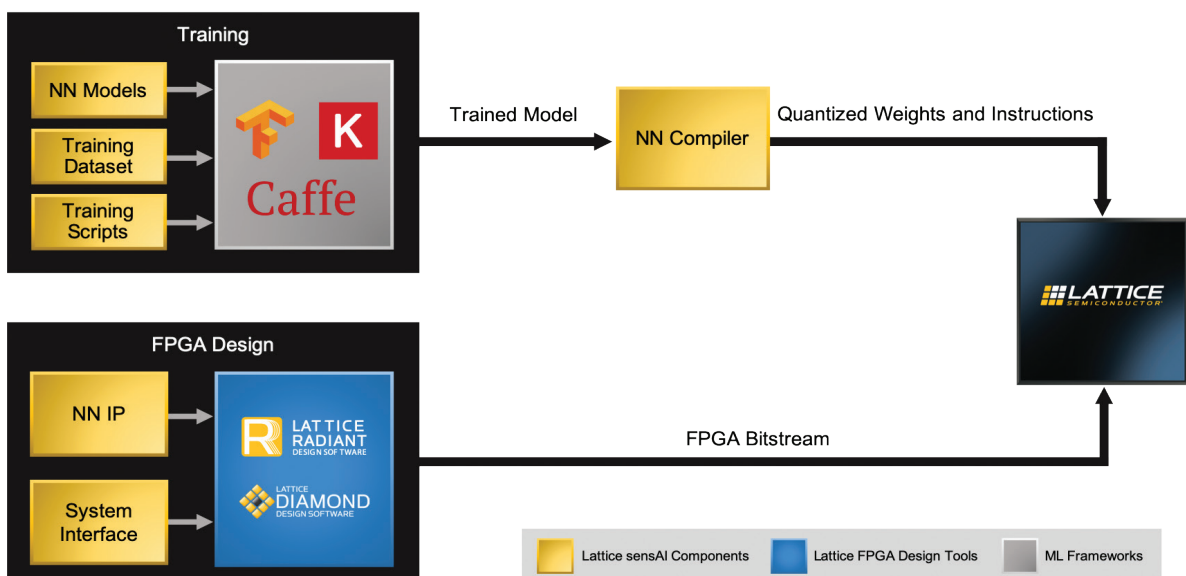 Training
NN Models
Training
Dataset
Training
Scripts
K
Caffe
Trained Model
NN Compiler
Quantized Weights and Instructions
LATTICE
SEMICONDUCTOR
FPGA Design
NN IP
System
Interface
R
LATTICE
RADIANT
DESIGN SOFTWARE
LATTICE
DIAMOND
DESIGN SOFTWARE
FPGA Bitstream
Lattice sensAI Components
Lattice FPGA Design Tools
ML Frameworks